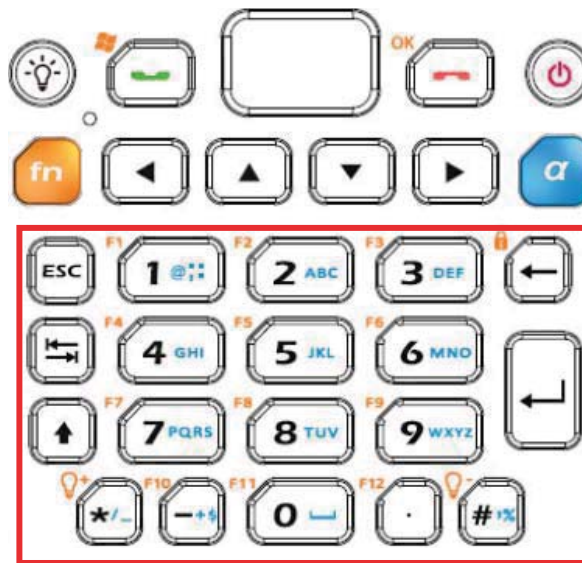 OK
fn α
F1 F2 F3
ESC 1 @;: 2 ABC 3 DEF
F4 F5 F6
4 GHI 5 JKL 6 MNO
F7 F8 F9
7 PQRS 8 TUV 9 WXYZ
F10 F11 F12
*/_ -+$ 0 . #'%